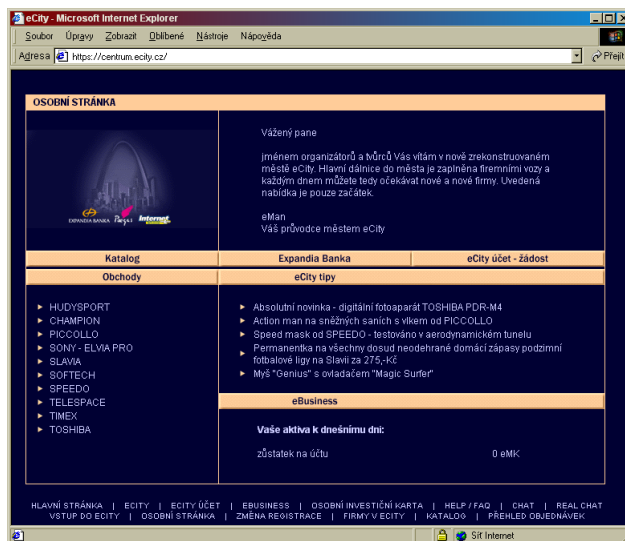 eCity - Microsoft Internet Explorer
Soubor Úpravy Zobrazit Oblíbené Nástroje Nápověda
Adresa https://centrum.ecity.cz/ Přejít
OSOBNÍ STRÁNKA
Vážený pane
jménem organizátorů a tvůrců Vás vítám v nově zrekonstruovaném
městě eCity. Hlavní dálnice do města je zaplněna firemními vozy a
každým dnem můžete tedy očekávat nové a nové firmy. Uvedená
nabídka je pouze začátek.
eMan
Váš průvodce městem eCity
EXPANDIA BANKA Paegas Internet
Katalog Expandia Banka eCity účet - žádost
Obchody eCity tipy
HUDYSPORT
CHAMPION
PICCOLLO
SONY - ELVIA PRO
SLAVIA
SOFTECH
SPEEDO
TELESPACE
TIMEX
TOSHIBA
Absolutní novinka - digitální fotoaparát TOSHIBA PDR-M4
Action man na sněžných saních s vlkem od PICCOLLO
Speed mask od SPEEDO - testováno v aerodynamickém tunelu
Permanentka na všechny dosud neodehrané domácí zápasy podzimní
fotbalové ligy na Slavii za 275,-Kč
Myš "Genius" s ovladačem "Magic Surfer"
eBusiness
Vaše aktiva k dnešnímu dni:
zůstatek na účtu 0 eMK
HLAVNÍ STRÁNKA | ECITY | ECITY ÚČET | EBUSINESS | OSOBNÍ INVESTIČNÍ KARTA | HELP / FAQ | CHAT | REAL CHAT
VSTUP DO ECITY | OSOBNÍ STRÁNKA | ZMĚNA REGISTRACE | FIRMY V ECITY | KATALOG | PŘEHLED OBJEDNÁVEK
Síť Internet